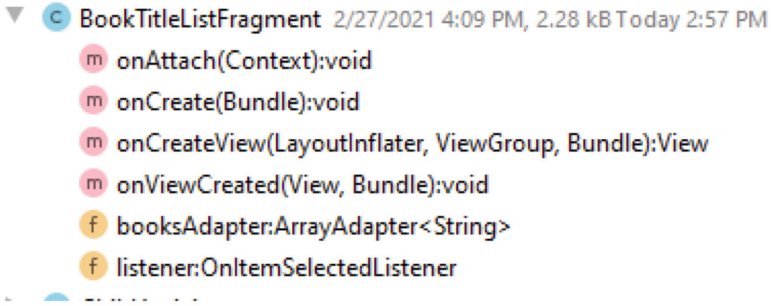 C BookTitleListFragment 2/27/2021 4:09 PM, 2.28 kB Today 2:57 PM
m onAttach(Context):void
m onCreate(Bundle):void
m onCreateView(LayoutInflater, ViewGroup, Bundle):View
m onViewCreated(View, Bundle):void
f booksAdapter:ArrayAdapter<String>
f listener:OnItemSelectedListener